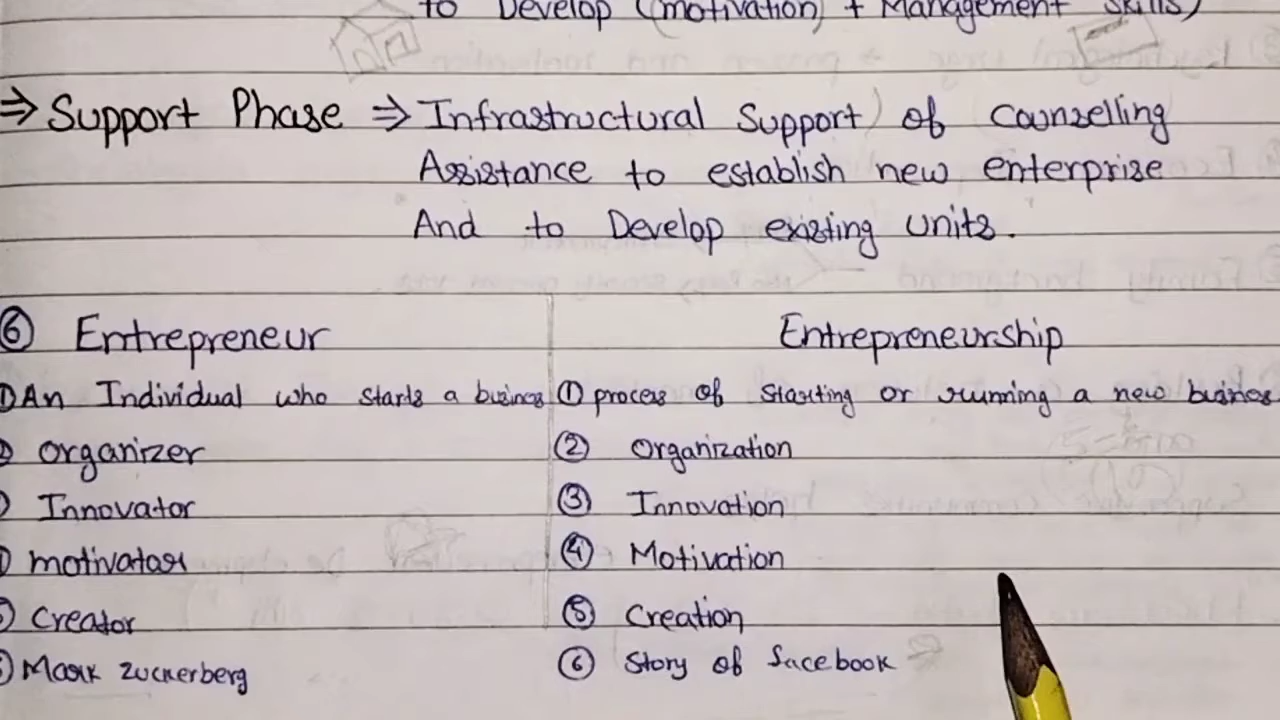 to Develop (motivation) + Management Skills)
⇒ Support Phase ⇒ Infrastructural Support of Counselling
Assistance to establish new enterprise
And to Develop existing units.
⑥ Entrepreneur Entrepreneurship
① An Individual who starts a business ① process of starting or running a new business
② organizer ② Organization
Innovator ③ Innovation
motivator ④ Motivation
Creator ⑤ Creation
Mark Zuckerberg ⑥ Story of facebook